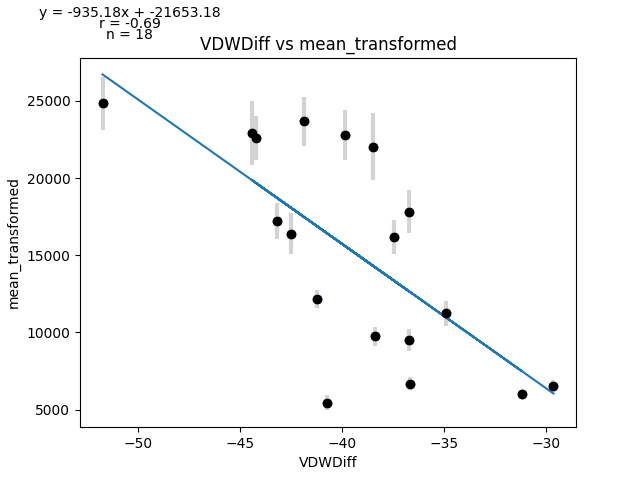 y = -935.18x + -21653.18
r = -0.69
n = 18
VDWDiff vs mean_transformed
mean_transformed
25000
20000
15000
10000
5000
−50
−45
−40
−35
−30
VDWDiff